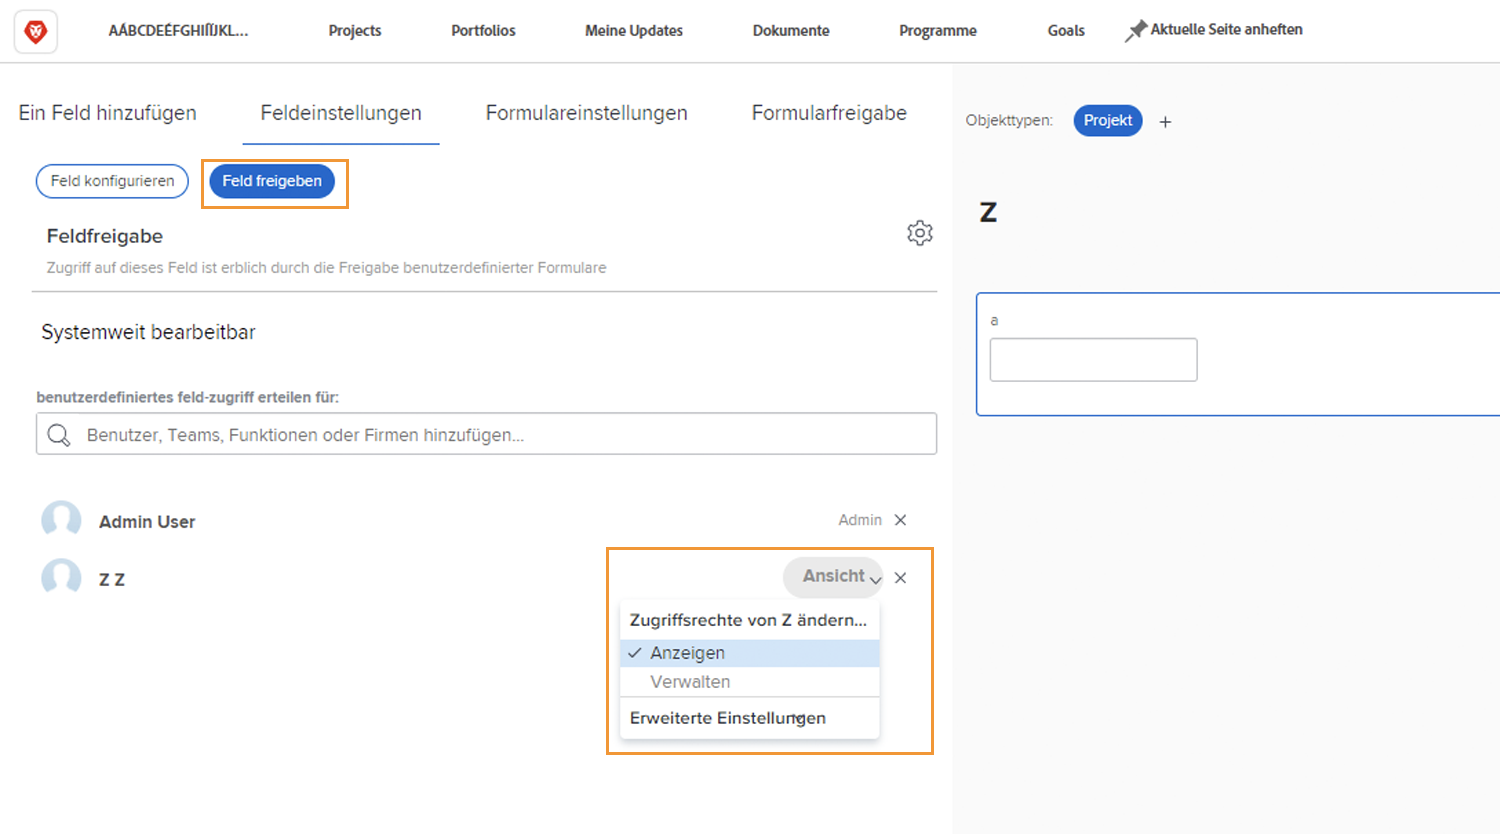 AÁBCDEÉFGHIÍÏJKL...
Projects
Portfolios
Meine Updates
Dokumente
Programme
Goals
Aktuelle Seite anheften
Ein Feld hinzufügen
Feldeinstellungen
Formulareinstellungen
Formularfreigabe
Objekttypen:
Projekt
+
Feld konfigurieren
Feld freigeben
Z
Feldfreigabe
Zugriff auf dieses Feld ist erblich durch die Freigabe benutzerdefinierter Formulare
Systemweit bearbeitbar
a
benutzerdefiniertes feld-zugriff erteilen für:
Benutzer, Teams, Funktionen oder Firmen hinzufügen...
Admin User
Admin
Z Z
Ansicht
Zugriffsrechte von Z ändern...
Anzeigen
Verwalten
Erweiterte Einstellungen